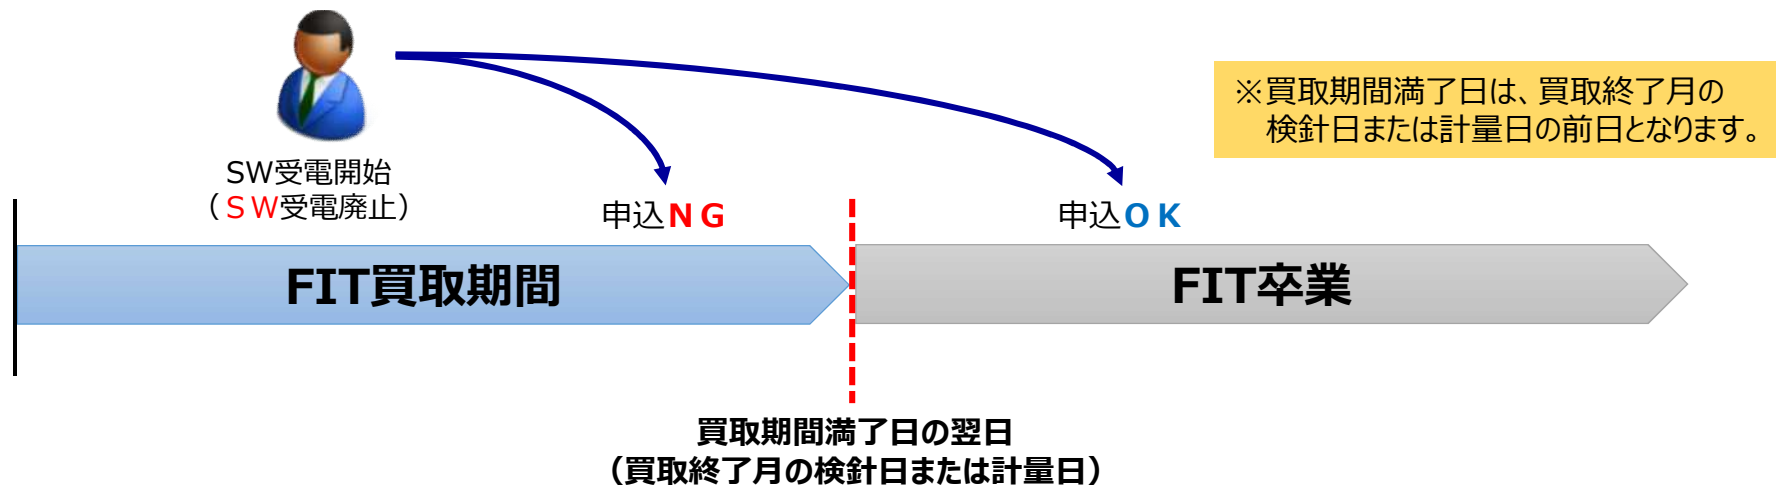 ※買取期間満了日は、買取終了月の
検針日または計量日の前日となります。
SW受電開始
（ＳＷ受電廃止）
申込ＮＧ
申込ＯＫ
FIT買取期間
FIT卒業
買取期間満了日の翌日
（買取終了月の検針日または計量日）